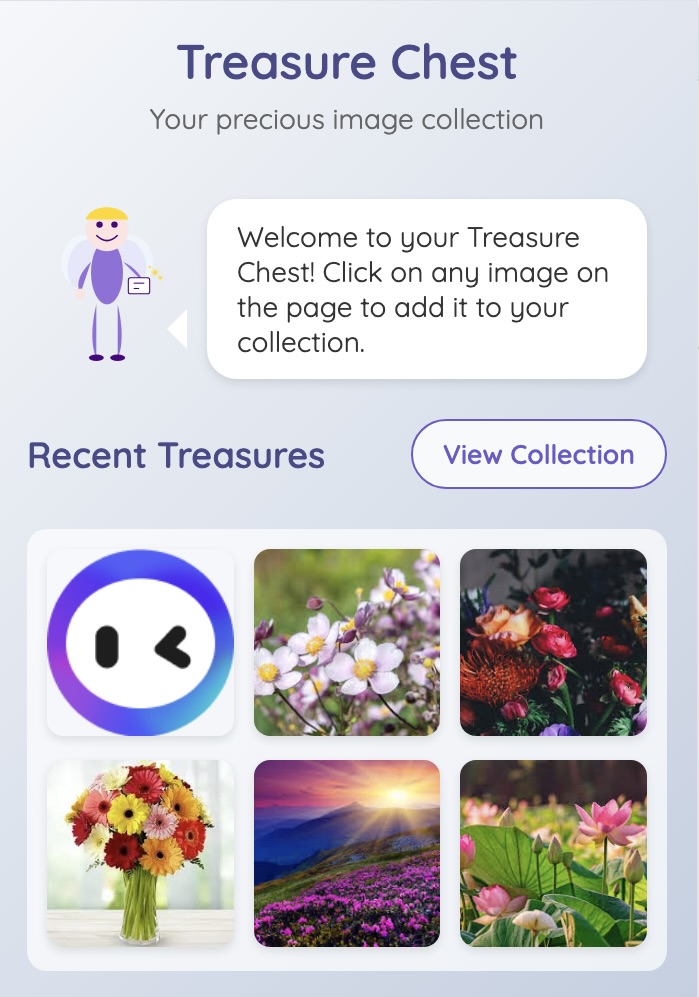 Treasure Chest
Your precious image collection
Welcome to your Treasure
Chest! Click on any image on
the page to add it to your
collection.
Recent Treasures
View Collection